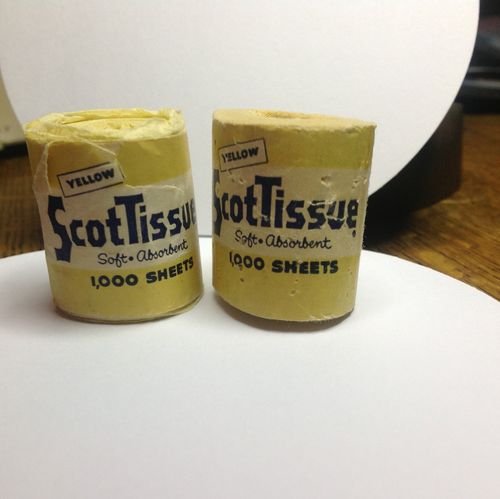 YELLOW
ScotTissue
Soft • Absorbent
1,000 SHEETS
YELLOW
ScotTissue
Soft • Absorbent
1,000 SHEETS